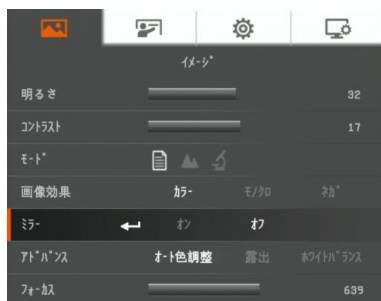 イメージ
明るさ 32
コントラスト 17
モード
画像効果 カラー モノクロ ネガ
ミラー オン オフ
アドバンス オート色調整 露出 ホワイトバランス
フォーカス 639